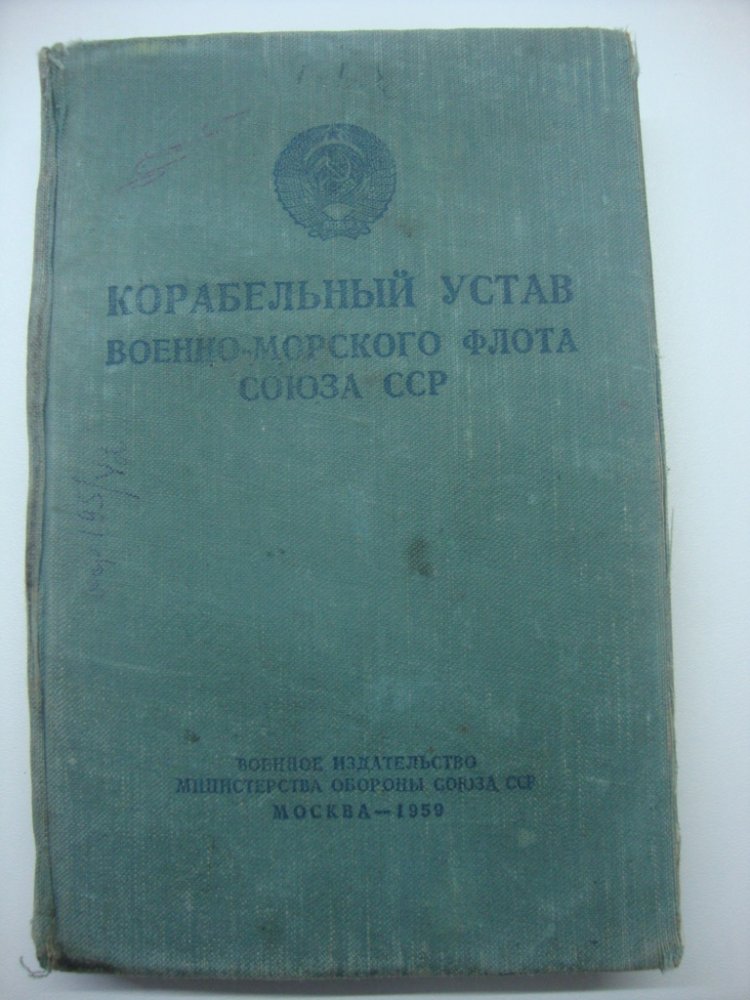 КОРАБЕЛЬНЫЙ УСТАВ
ВОЕННО-МОРСКОГО ФЛОТА
СОЮЗА ССР
ВОЕННОЕ ИЗДАТЕЛЬСТВО
МИНИСТЕРСТВА ОБОРОНЫ СОЮЗА ССР
МОСКВА—1959